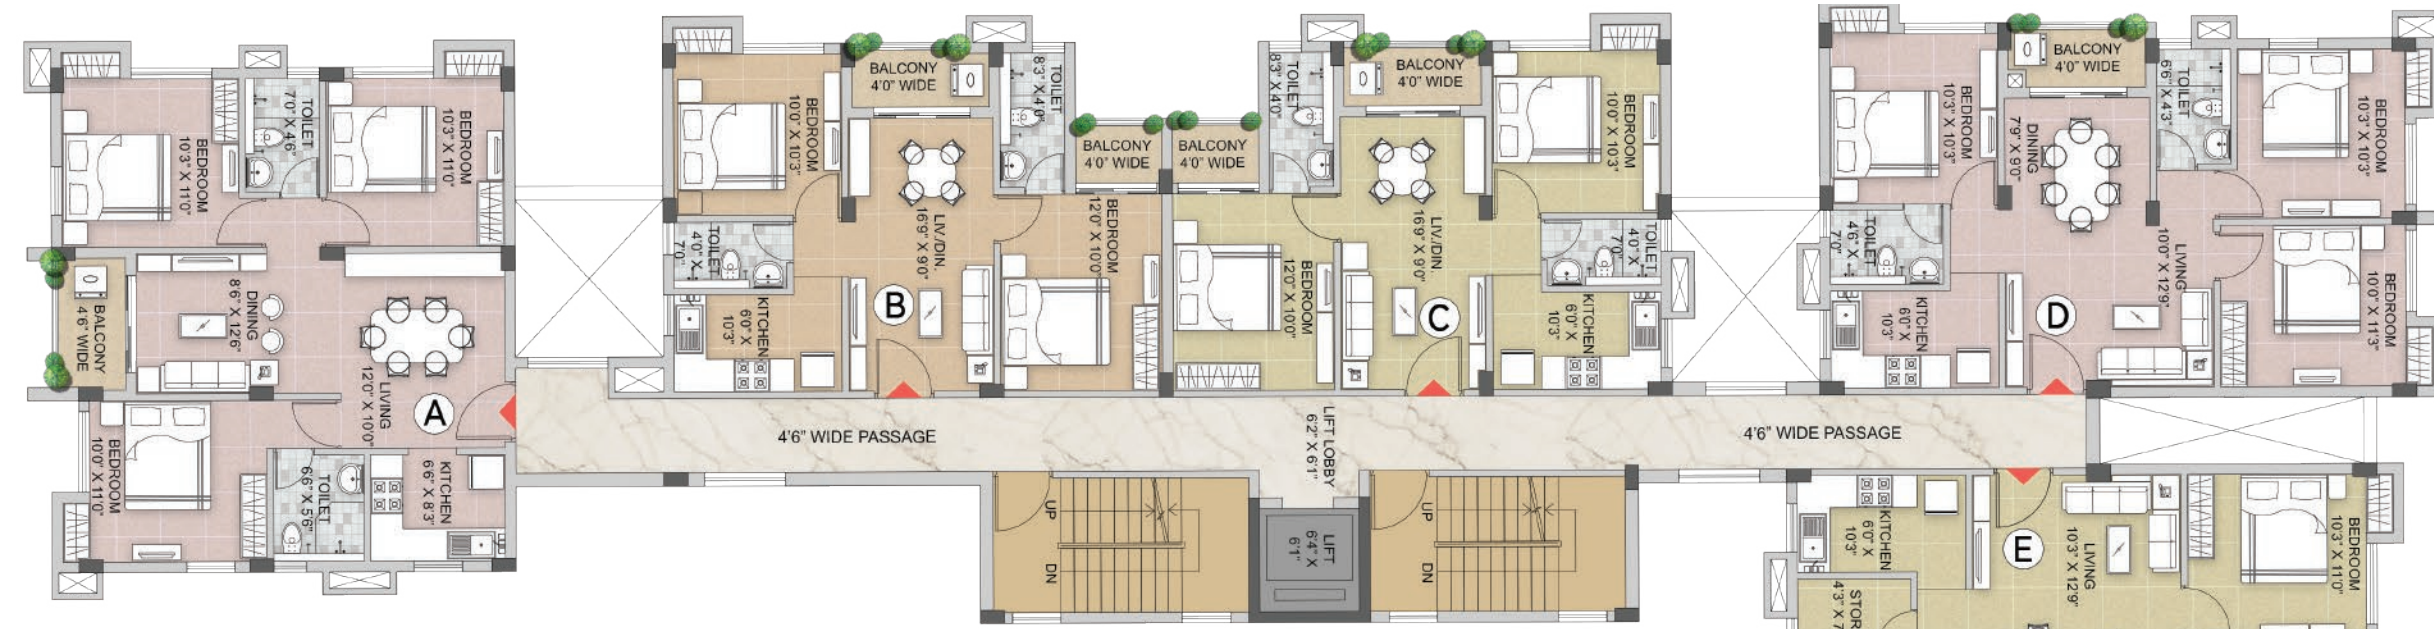 BEDROOM
10'3" X 11'0"
TOILET
7'0" X 4'6"
BEDROOM
10'3" X 11'0"
BALCONY
4'6" WIDE
DINING
8'6" X 12'6"
LIVING
12'0" X 10'0"
A
BEDROOM
10'0" X 11'0"
TOILET
6'6" X 5'6"
KITCHEN
6'6" X 8'3"
BEDROOM
10'0" X 10'3"
BALCONY
4'0" WIDE
TOILET
8'3" X 4'0"
BALCONY
4'0" WIDE
TOILET
4'0" X
7'0"
LIV./DIN.
16'9" X 9'0"
BEDROOM
12'0" X 10'0"
KITCHEN
6'0" X
10'3"
B
BALCONY
4'0" WIDE
TOILET
8'3" X 4'0"
BALCONY
4'0" WIDE
BEDROOM
10'0" X 10'3"
BEDROOM
12'0" X 10'0"
LIV./DIN.
16'9" X 9'0"
TOILET
4'0" X
7'0"
KITCHEN
6'0" X
10'3"
C
BEDROOM
10'3" X 10'3"
BALCONY
4'0" WIDE
DINING
7'9" X 9'0"
TOILET
6'6" X 4'3"
BEDROOM
10'3" X 10'3"
TOILET
4'6" X
7'0"
LIVING
10'0" X 12'9"
BEDROOM
10'0" X 11'3"
KITCHEN
6'0" X
10'3"
D
4'6" WIDE PASSAGE
LIFT LOBBY
6'2" X 6'1"
4'6" WIDE PASSAGE
UP
DN
LIFT
6'4" X
6'1"
UP
DN
KITCHEN
6'0" X
10'3"
E
LIVING
10'3" X 12'9"
BEDROOM
10'3" X 11'0"
STOR
4'3" X 7